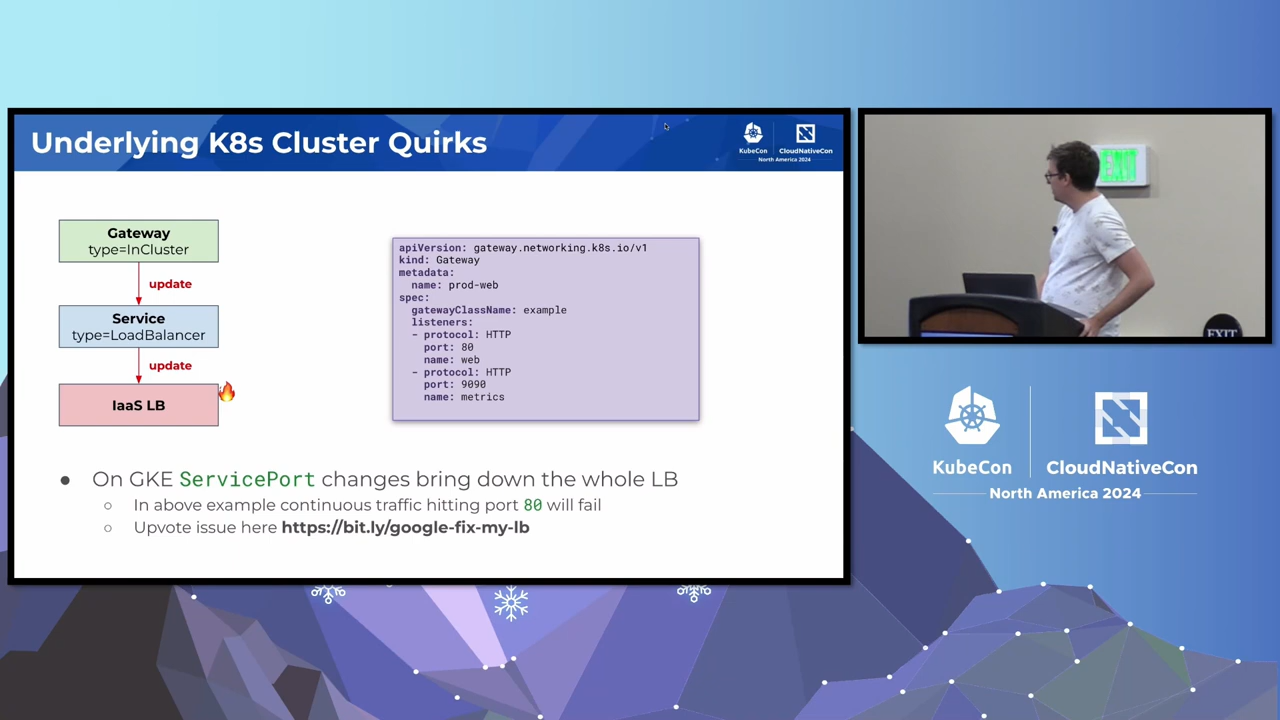 Underlying K8s Cluster Quirks
KubeCon
CloudNativeCon
North America 2024
Gateway
type=InCluster
update
Service
type=LoadBalancer
update
IaaS LB
apiVersion: gateway.networking.k8s.io/v1
kind: Gateway
metadata:
  name: prod-web
spec:
  gatewayClassName: example
  listeners:
  - protocol: HTTP
    port: 80
    name: web
  - protocol: HTTP
    port: 9090
    name: metrics
● On GKE ServicePort changes bring down the whole LB
○ In above example continuous traffic hitting port 80 will fail
○ Upvote issue here https://bit.ly/google-fix-my-lb
EXIT
EXIT
KubeCon
CloudNativeCon
North America 2024